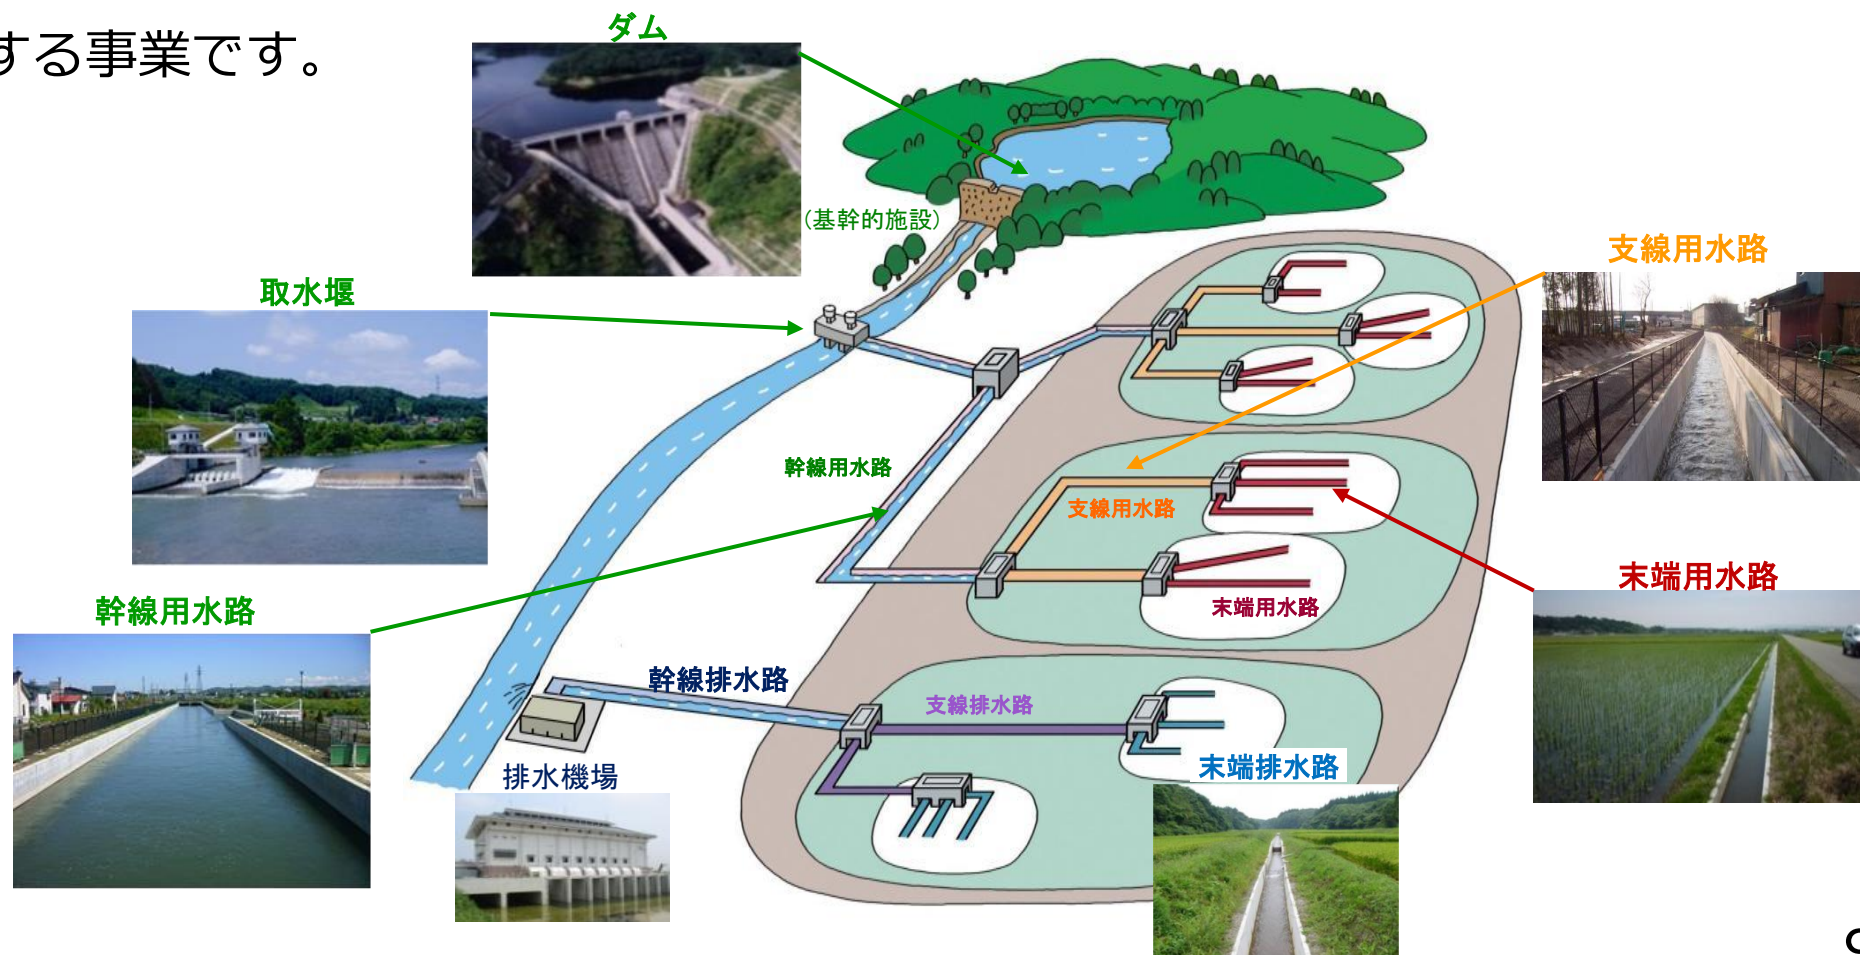 する事業です。
ダム
(基幹的施設)
支線用水路
取水堰
幹線用水路
支線用水路
末端用水路
末端用水路
幹線用水路
幹線排水路
支線排水路
末端排水路
排水機場